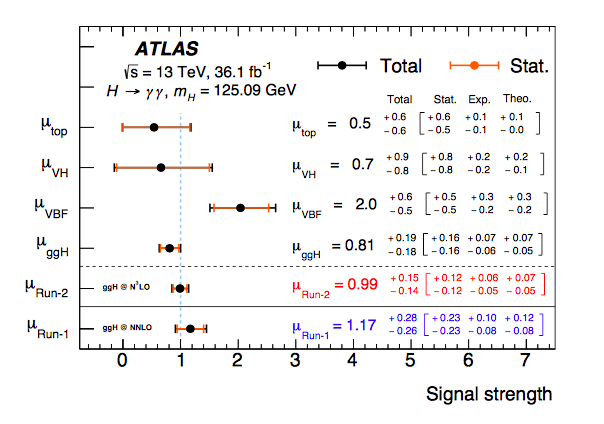 ATLAS
√s = 13 TeV, 36.1 fb⁻¹
H → γγ, m_H = 125.09 GeV
Total Stat.
Total Stat. Exp. Theo.
μ_top μ_top = 0.5 +0.6 −0.6 [ +0.6 −0.5 +0.1 −0.1 +0.1 −0.0 ]
μ_VH μ_VH = 0.7 +0.9 −0.8 [ +0.8 −0.8 +0.2 −0.2 +0.2 −0.1 ]
μ_VBF μ_VBF = 2.0 +0.6 −0.5 [ +0.5 −0.5 +0.3 −0.2 +0.3 −0.2 ]
μ_ggH μ_ggH = 0.81 +0.19 −0.18 [ +0.16 −0.16 +0.07 −0.06 +0.07 −0.05 ]
μ_Run-2 ggH @ N³LO μ_Run-2 = 0.99 +0.15 −0.14 [ +0.12 −0.12 +0.06 −0.05 +0.07 −0.05 ]
μ_Run-1 ggH @ NNLO μ_Run-1 = 1.17 +0.28 −0.26 [ +0.23 −0.23 +0.10 −0.08 +0.12 −0.08 ]
0 1 2 3 4 5 6 7
Signal strength